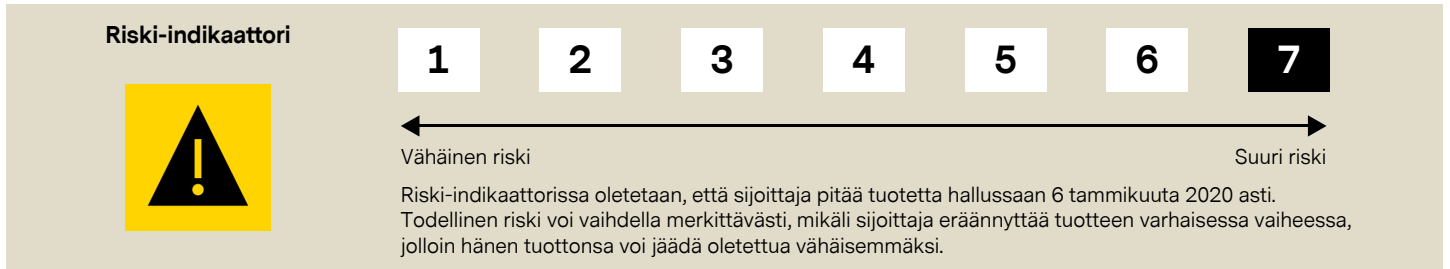 Riski-indikaattori
1 2 3 4 5 6 7
Vähäinen riski Suuri riski
Riski-indikaattorissa oletetaan, että sijoittaja pitää tuotetta hallussaan 6 tammikuuta 2020 asti.
Todellinen riski voi vaihdella merkittävästi, mikäli sijoittaja eräännyttää tuotteen varhaisessa vaiheessa,
jolloin hänen tuottonsa voi jäädä oletettua vähäisemmäksi.